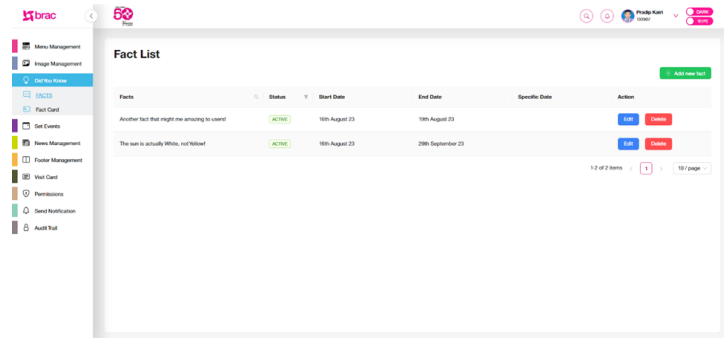 brac
50
Pradip Kairi
DARK
TYPE
Menu Management
Image Management
Did You Know
FACTS
Fact Card
Set Events
News Management
Footer Management
Visit Card
Permissions
Send Notification
Audit Trail
Fact List
Add new fact
Facts Status Start Date End Date Specific Date Action
Another fact that might me amazing to users! ACTIVE 16th August 23 19th August 23 Edit Delete
The sun is actually White, not Yellow! ACTIVE 16th August 23 29th September 23 Edit Delete
1-2 of 2 items 1 10 / page